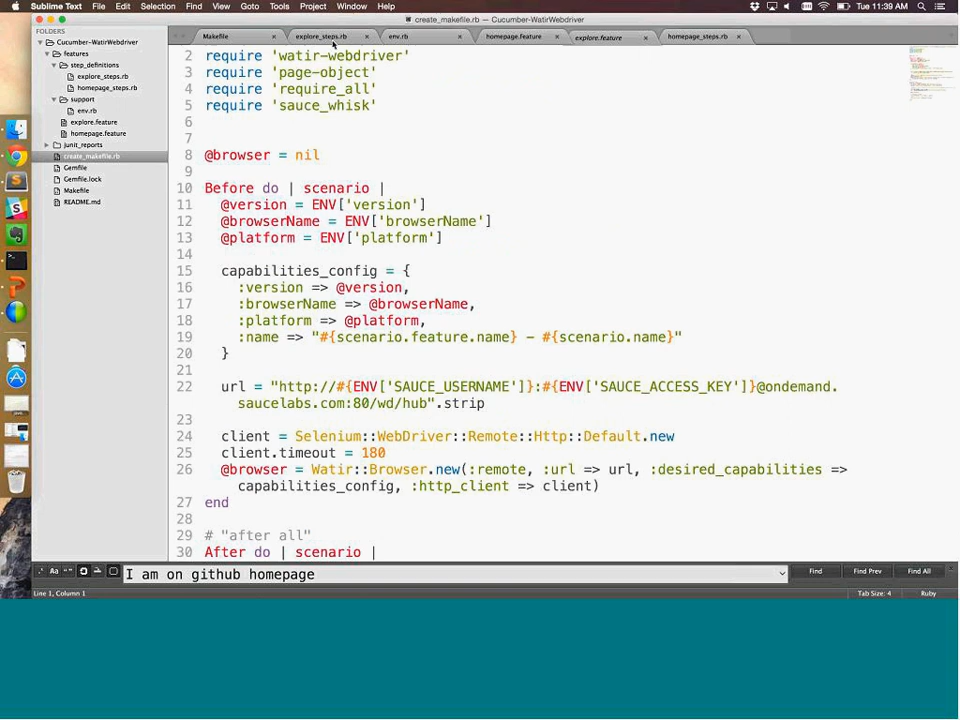 Sublime Text File Edit Selection Find View Goto Tools Project Window Help Tue 11:39 AM
create_makefile.rb — Cucumber-WatirWebdriver
FOLDERS
Cucumber-WatirWebdriver
features
step_definitions
explore_steps.rb
homepage_steps.rb
support
env.rb
explore.feature
homepage.feature
junit_reports
create_makefile.rb
Gemfile
Gemfile.lock
Makefile
README.md
Makefile × explore_steps.rb × env.rb × homepage.feature × explore.feature × homepage_steps.rb ×
2 require 'watir-webdriver'
3 require 'page-object'
4 require 'require_all'
5 require 'sauce_whisk'
6
7
8 @browser = nil
9
10 Before do | scenario |
11 @version = ENV['version']
12 @browserName = ENV['browserName']
13 @platform = ENV['platform']
14
15 capabilities_config = {
16 :version => @version,
17 :browserName => @browserName,
18 :platform => @platform,
19 :name => "#{scenario.feature.name} - #{scenario.name}"
20 }
21
22 url = "http://#{ENV['SAUCE_USERNAME']}:#{ENV['SAUCE_ACCESS_KEY']}@ondemand.
saucelabs.com:80/wd/hub".strip
23
24 client = Selenium::WebDriver::Remote::Http::Default.new
25 client.timeout = 180
26 @browser = Watir::Browser.new(:remote, :url => url, :desired_capabilities =>
capabilities_config, :http_client => client)
27 end
28
29 # "after all"
30 After do | scenario |
.* Aa “” I am on github homepage Find Find Prev Find All
Line 1, Column 1 Tab Size: 4 Ruby